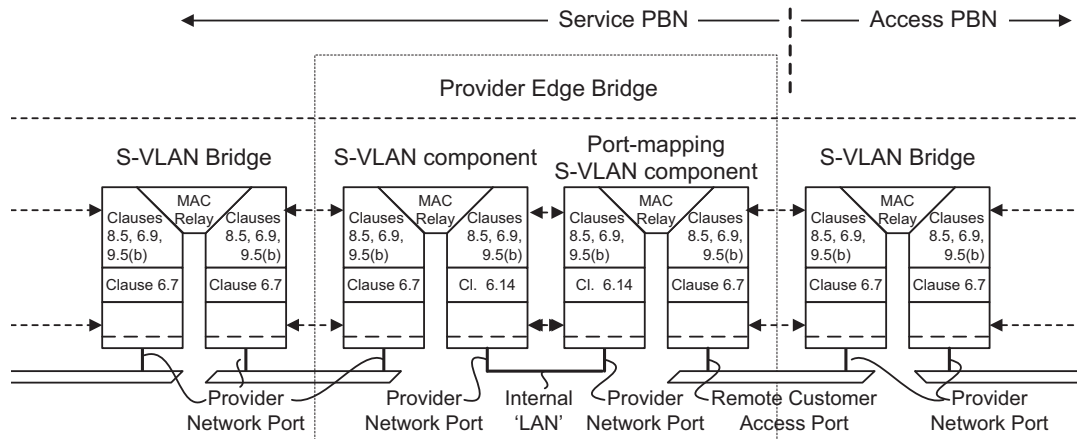 Service PBN
Access PBN
Provider Edge Bridge
S-VLAN Bridge
S-VLAN component
Port-mapping
S-VLAN component
S-VLAN Bridge
MAC
Relay
Clauses
8.5, 6.9,
9.5(b)
Clauses
8.5, 6.9,
9.5(b)
Clause 6.7
Clause 6.7
MAC
Relay
Clauses
8.5, 6.9,
9.5(b)
Clauses
8.5, 6.9,
9.5(b)
Clause 6.7
Cl. 6.14
MAC
Relay
Clauses
8.5, 6.9,
9.5(b)
Clauses
8.5, 6.9,
9.5(b)
Cl. 6.14
Clause 6.7
MAC
Relay
Clauses
8.5, 6.9,
9.5(b)
Clauses
8.5, 6.9,
9.5(b)
Clause 6.7
Clause 6.7
Provider
Network Port
Provider
Network Port
Internal
‘LAN’
Provider
Network Port
Remote Customer
Access Port
Provider
Network Port